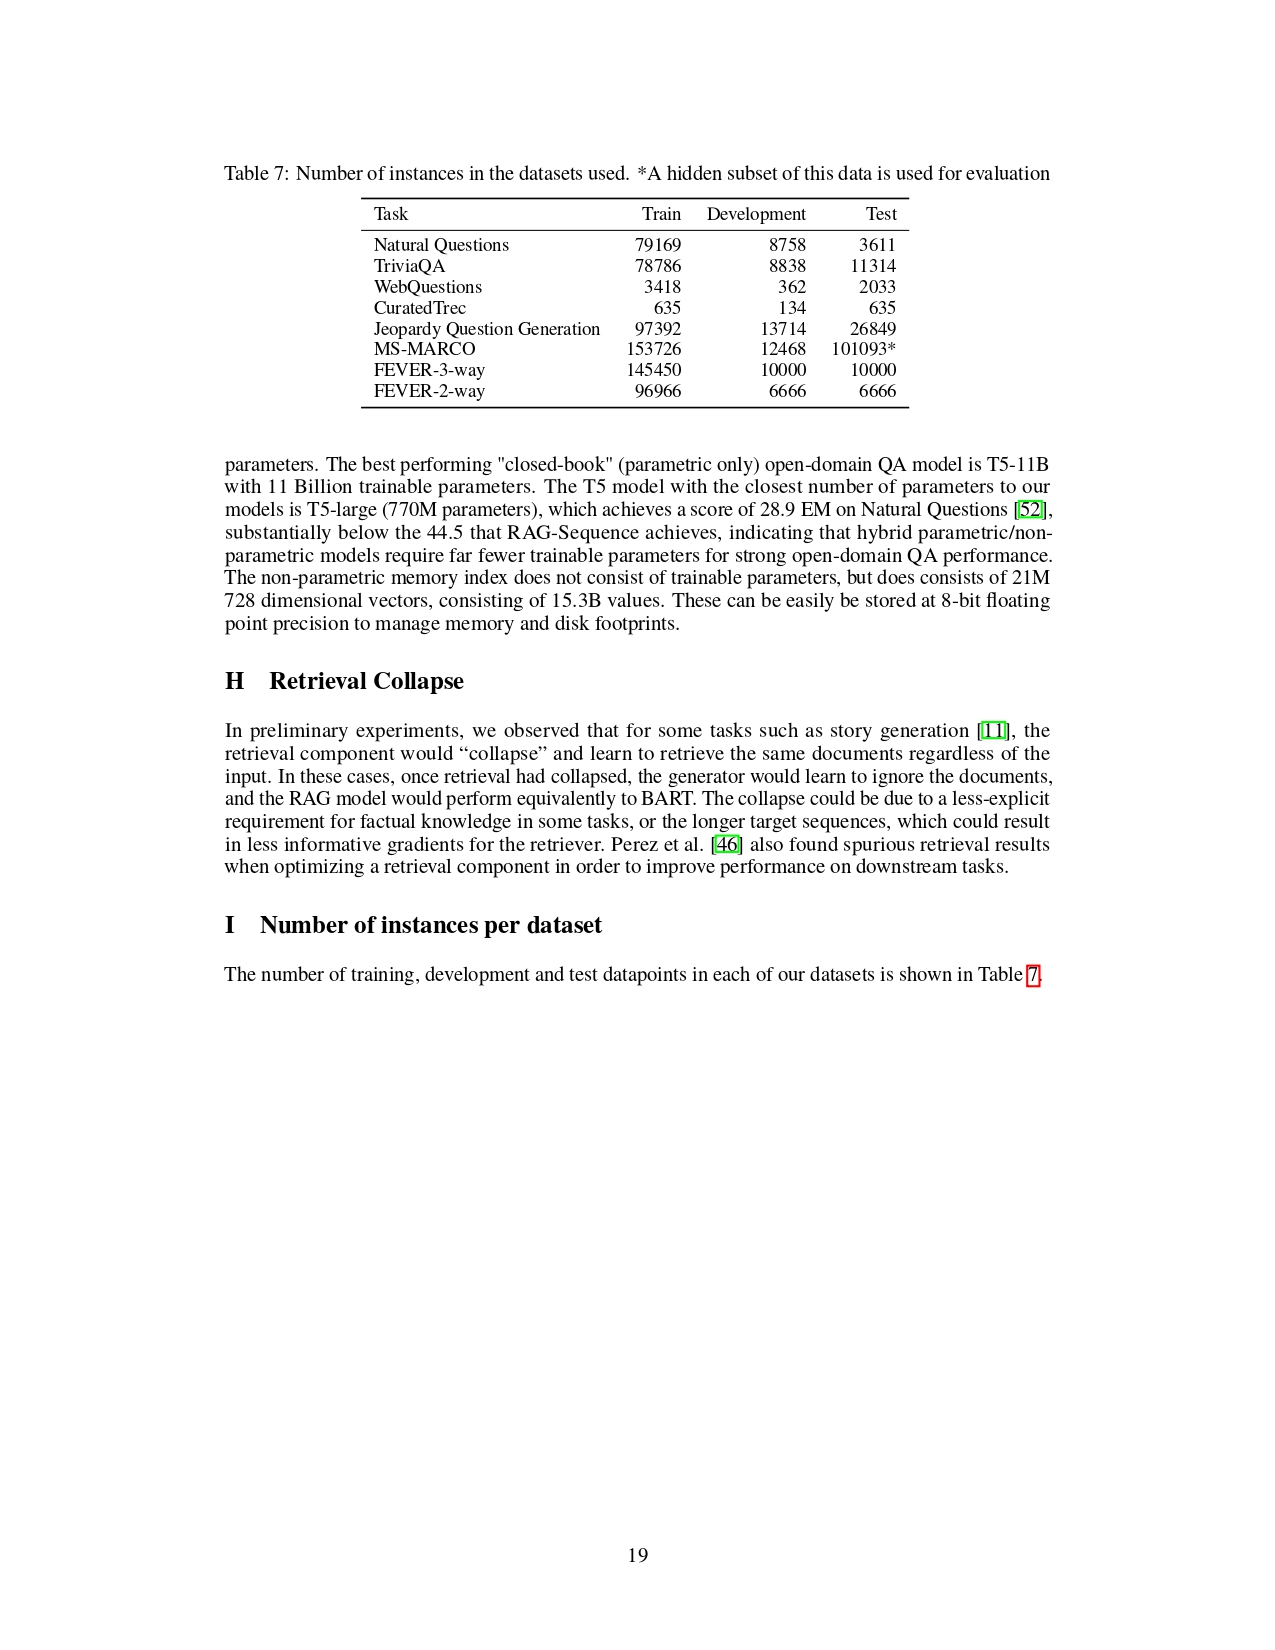 Table 7: Number of instances in the datasets used. *A hidden subset of this data is used for evaluation
Task Train Development Test
Natural Questions 79169 8758 3611
TriviaQA 78786 8838 11314
WebQuestions 3418 362 2033
CuratedTrec 635 134 635
Jeopardy Question Generation 97392 13714 26849
MS-MARCO 153726 12468 101093*
FEVER-3-way 145450 10000 10000
FEVER-2-way 96966 6666 6666
parameters. The best performing "closed-book" (parametric only) open-domain QA model is T5-11B
with 11 Billion trainable parameters. The T5 model with the closest number of parameters to our
models is T5-large (770M parameters), which achieves a score of 28.9 EM on Natural Questions [52],
substantially below the 44.5 that RAG-Sequence achieves, indicating that hybrid parametric/non-
parametric models require far fewer trainable parameters for strong open-domain QA performance.
The non-parametric memory index does not consist of trainable parameters, but does consists of 21M
728 dimensional vectors, consisting of 15.3B values. These can be easily be stored at 8-bit floating
point precision to manage memory and disk footprints.
H Retrieval Collapse
In preliminary experiments, we observed that for some tasks such as story generation [11], the
retrieval component would “collapse” and learn to retrieve the same documents regardless of the
input. In these cases, once retrieval had collapsed, the generator would learn to ignore the documents,
and the RAG model would perform equivalently to BART. The collapse could be due to a less-explicit
requirement for factual knowledge in some tasks, or the longer target sequences, which could result
in less informative gradients for the retriever. Perez et al. [46] also found spurious retrieval results
when optimizing a retrieval component in order to improve performance on downstream tasks.
I Number of instances per dataset
The number of training, development and test datapoints in each of our datasets is shown in Table 7.
19